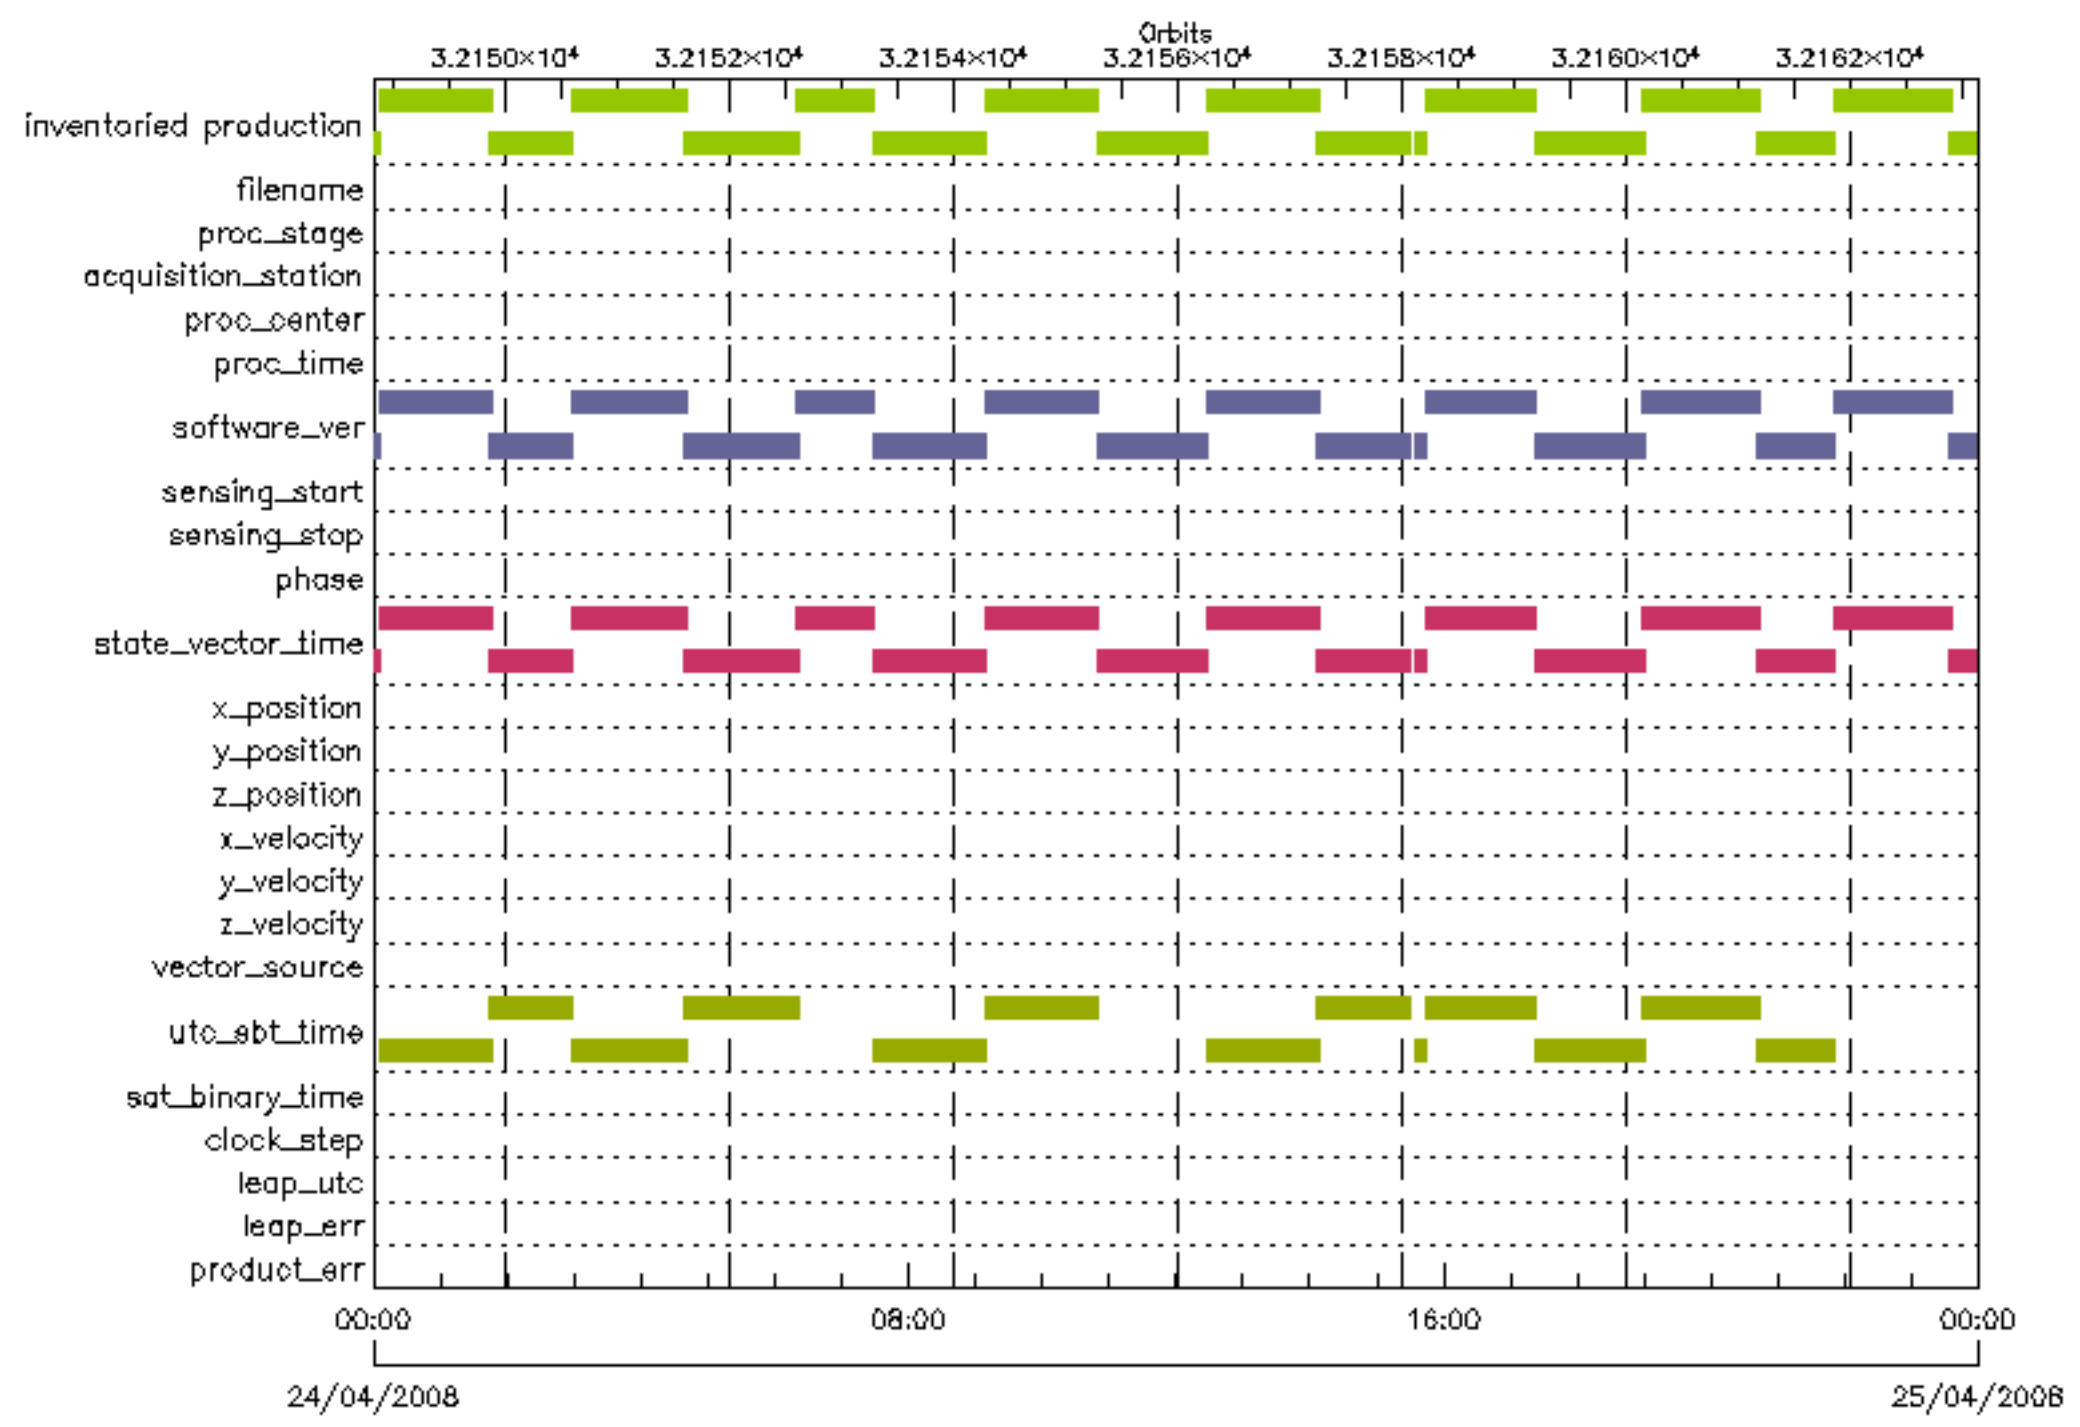 Orbits
3.2150×10⁴ 3.2152×10⁴ 3.2154×10⁴ 3.2156×10⁴ 3.2158×10⁴ 3.2160×10⁴ 3.2162×10⁴
inventoried production
filename
proc_stage
acquisition_station
proc_center
proc_time
software_ver
sensing_start
sensing_stop
phase
state_vector_time
x_position
y_position
z_position
x_velocity
y_velocity
z_velocity
vector_source
utc_sbt_time
sat_binary_time
clock_step
leap_utc
leap_err
product_err
00:00 08:00 16:00 00:00
24/04/2008 25/04/2008